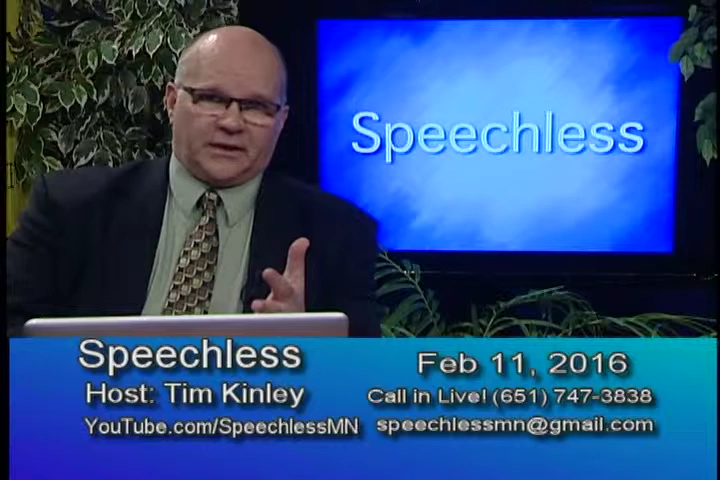 Speechless
Speechless
Host: Tim Kinley
YouTube.com/SpeechlessMN
Feb 11, 2016
Call in Live! (651) 747-3838
speechlessmn@gmail.com